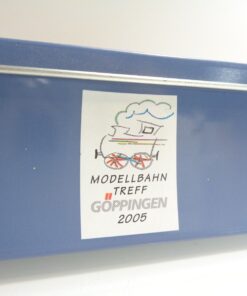 MODELLBAHN
TREFF
GÖPPINGEN
2005